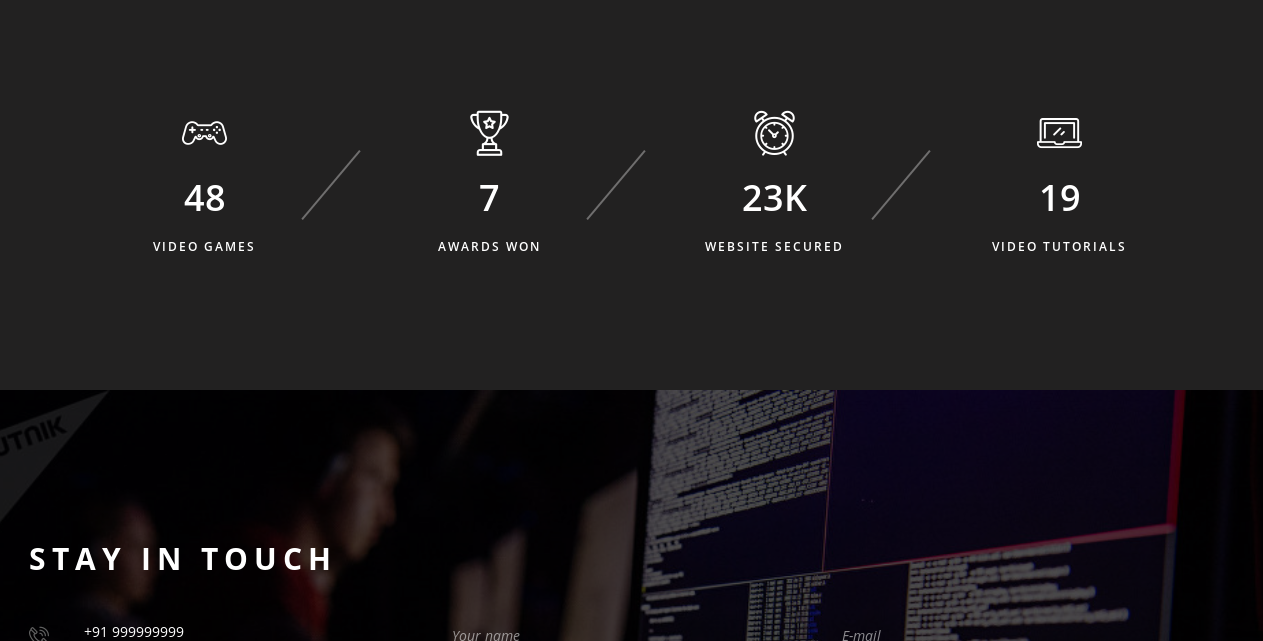 48
7
23K
19
VIDEO GAMES
AWARDS WON
WEBSITE SECURED
VIDEO TUTORIALS
UTNIK
STAY IN TOUCH
+91 999999999
Your name
E-mail